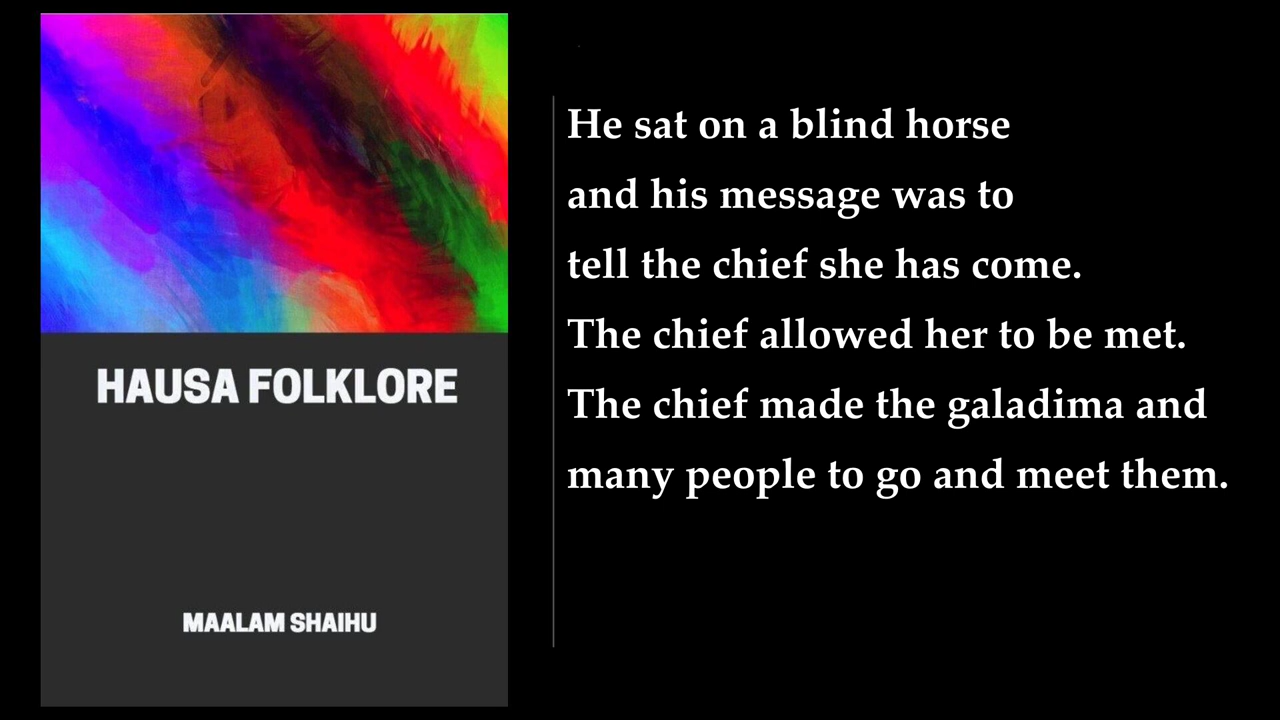 HAUSA FOLKLORE
MAALAM SHAIHU
He sat on a blind horse
and his message was to
tell the chief she has come.
The chief allowed her to be met.
The chief made the galadima and
many people to go and meet them.